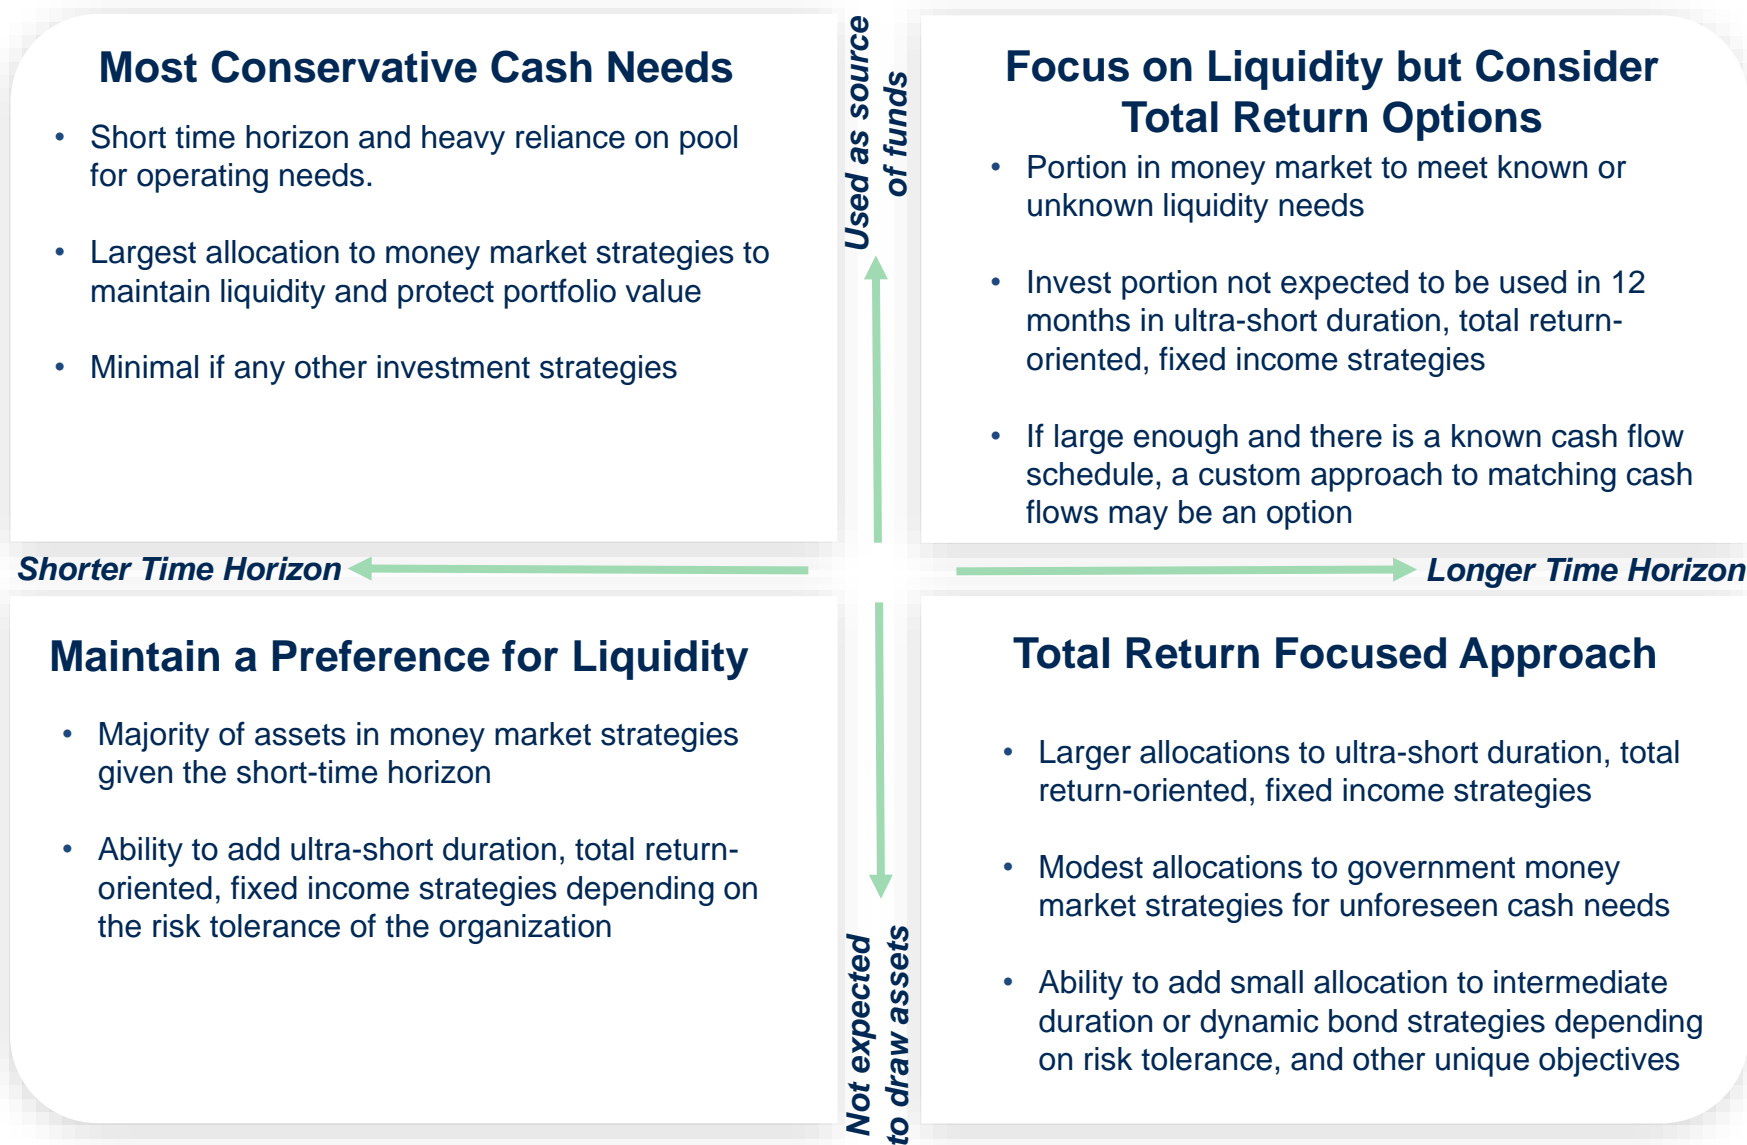 Most Conservative Cash Needs
• Short time horizon and heavy reliance on pool
for operating needs.
• Largest allocation to money market strategies to
maintain liquidity and protect portfolio value
• Minimal if any other investment strategies
Used as source
of funds
Focus on Liquidity but Consider
Total Return Options
• Portion in money market to meet known or
unknown liquidity needs
• Invest portion not expected to be used in 12
months in ultra-short duration, total return-
oriented, fixed income strategies
• If large enough and there is a known cash flow
schedule, a custom approach to matching cash
flows may be an option
Shorter Time Horizon
Longer Time Horizon
Maintain a Preference for Liquidity
• Majority of assets in money market strategies
given the short-time horizon
• Ability to add ultra-short duration, total return-
oriented, fixed income strategies depending on
the risk tolerance of the organization
Not expected
to draw assets
Total Return Focused Approach
• Larger allocations to ultra-short duration, total
return-oriented, fixed income strategies
• Modest allocations to government money
market strategies for unforeseen cash needs
• Ability to add small allocation to intermediate
duration or dynamic bond strategies depending
on risk tolerance, and other unique objectives